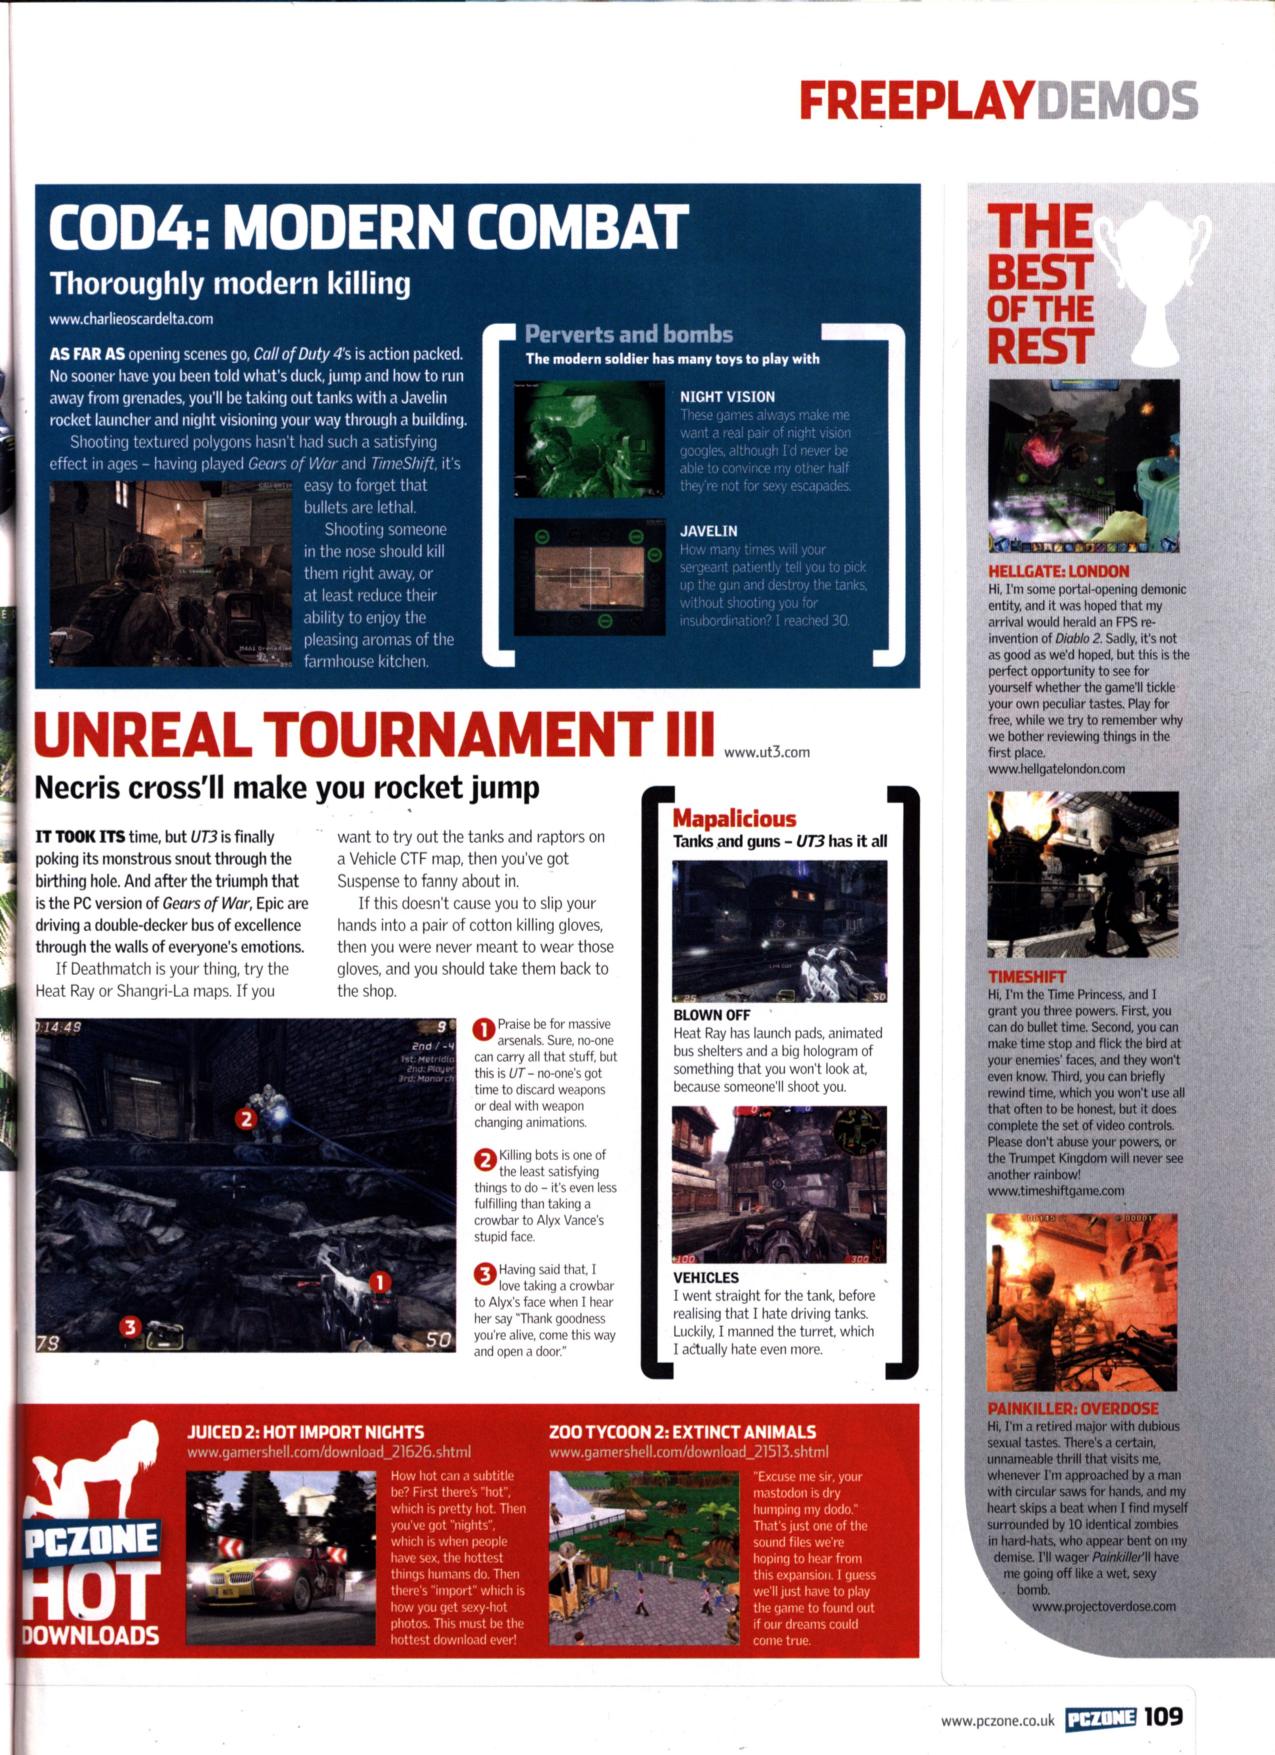 FREEPLAYDEMOS
COD4: MODERN COMBAT
Thoroughly modern killing
www.charlieoscardelta.com
AS FAR AS opening scenes go, Call of Duty 4's is action packed.
No sooner have you been told what's duck, jump and how to run
away from grenades, you'll be taking out tanks with a Javelin
rocket launcher and night visioning your way through a building.
Shooting textured polygons hasn't had such a satisfying
effect in ages – having played Gears of War and TimeShift, it's
easy to forget that
bullets are lethal.
Shooting someone
in the nose should kill
them right away, or
at least reduce their
ability to enjoy the
pleasing aromas of the
farmhouse kitchen.
Perverts and bombs
The modern soldier has many toys to play with
NIGHT VISION
These games always make me
want a real pair of night vision
googles, although I'd never be
able to convince my other half
they're not for sexy escapades.
JAVELIN
How many times will your
sergeant patiently tell you to pick
up the gun and destroy the tanks,
without shooting you for
insubordination? I reached 30.
UNREAL TOURNAMENT III www.ut3.com
Necris cross'll make you rocket jump
IT TOOK ITS time, but UT3 is finally
poking its monstrous snout through the
birthing hole. And after the triumph that
is the PC version of Gears of War, Epic are
driving a double-decker bus of excellence
through the walls of everyone's emotions.
If Deathmatch is your thing, try the
Heat Ray or Shangri-La maps. If you
want to try out the tanks and raptors on
a Vehicle CTF map, then you've got
Suspense to fanny about in.
If this doesn't cause you to slip your
hands into a pair of cotton killing gloves,
then you were never meant to wear those
gloves, and you should take them back to
the shop.
0:14:49
9
2nd / -4
1st: Metridia
2nd: Player
3rd: Monarch
2
1
3
79
50
1 Praise be for massive
arsenals. Sure, no-one
can carry all that stuff, but
this is UT – no-one's got
time to discard weapons
or deal with weapon
changing animations.
2 Killing bots is one of
the least satisfying
things to do – it's even less
fulfilling than taking a
crowbar to Alyx Vance's
stupid face.
3 Having said that, I
love taking a crowbar
to Alyx's face when I hear
her say "Thank goodness
you're alive, come this way
and open a door."
Mapalicious
Tanks and guns – UT3 has it all
25
50
BLOWN OFF
Heat Ray has launch pads, animated
bus shelters and a big hologram of
something that you won't look at,
because someone'll shoot you.
+100
300
VEHICLES
I went straight for the tank, before
realising that I hate driving tanks.
Luckily, I manned the turret, which
I actually hate even more.
PCZONE
HOT
DOWNLOADS
JUICED 2: HOT IMPORT NIGHTS
www.gamershell.com/download_21626.shtml
How hot can a subtitle
be? First there's "hot",
which is pretty hot. Then
you've got "nights",
which is when people
have sex, the hottest
things humans do. Then
there's "import" which is
how you get sexy-hot
photos. This must be the
hottest download ever!
ZOO TYCOON 2: EXTINCT ANIMALS
www.gamershell.com/download_21513.shtml
"Excuse me sir, your
mastodon is dry
humping my dodo."
That's just one of the
sound files we're
hoping to hear from
this expansion. I guess
we'll just have to play
the game to found out
if our dreams could
come true.
THE
BEST
OF THE
REST
HELLGATE: LONDON
Hi, I'm some portal-opening demonic
entity, and it was hoped that my
arrival would herald an FPS re-
invention of Diablo 2. Sadly, it's not
as good as we'd hoped, but this is the
perfect opportunity to see for
yourself whether the game'll tickle
your own peculiar tastes. Play for
free, while we try to remember why
we bother reviewing things in the
first place.
www.hellgatelondon.com
TIMESHIFT
Hi, I'm the Time Princess, and I
grant you three powers. First, you
can do bullet time. Second, you can
make time stop and flick the bird at
your enemies' faces, and they won't
even know. Third, you can briefly
rewind time, which you won't use all
that often to be honest, but it does
complete the set of video controls.
Please don't abuse your powers, or
the Trumpet Kingdom will never see
another rainbow!
www.timeshiftgame.com
PAINKILLER: OVERDOSE
Hi, I'm a retired major with dubious
sexual tastes. There's a certain,
unnameable thrill that visits me,
whenever I'm approached by a man
with circular saws for hands, and my
heart skips a beat when I find myself
surrounded by 10 identical zombies
in hard-hats, who appear bent on my
demise. I'll wager Painkiller'll have
me going off like a wet, sexy
bomb.
www.projectoverdose.com
www.pczone.co.uk PCZONE 109